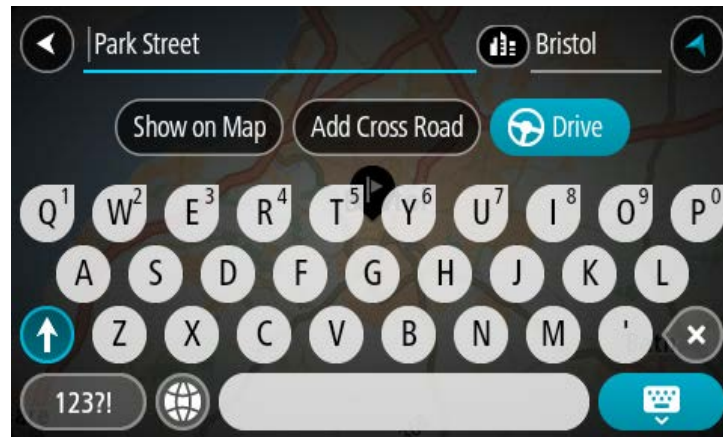 Park Street Bristol
Show on Map Add Cross Road Drive
Q1 W2 E3 R4 T5 Y6 U7 I8 O9 P0
A S D F G H J K L
Z X C V B N M '
123?!